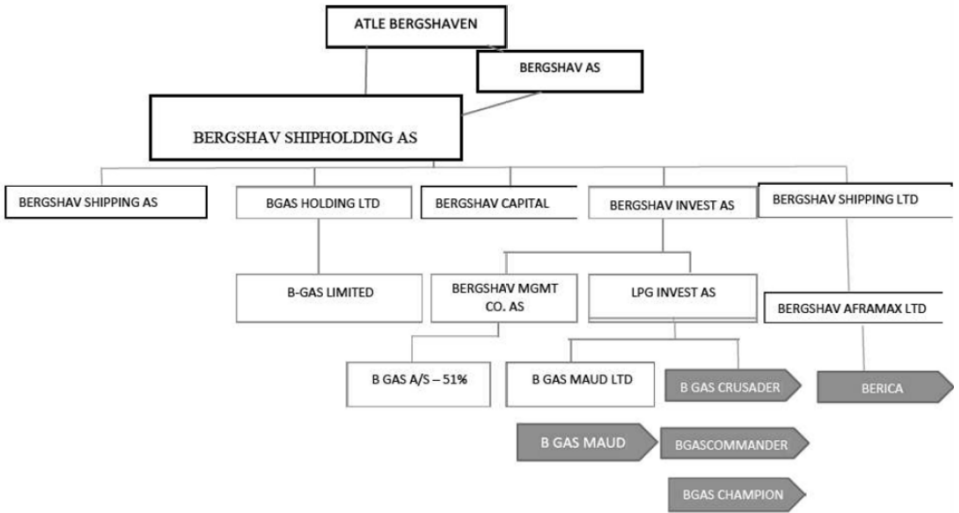 ATLE BERGSHAVEN
BERGSHAV AS
BERGSHAV SHIPHOLDING AS
BERGSHAV SHIPPING AS
BGAS HOLDING LTD
BERGSHAV CAPITAL
BERGSHAV INVEST AS
BERGSHAV SHIPPING LTD
B-GAS LIMITED
BERGSHAV MGMT
CO. AS
LPG INVEST AS
BERGSHAV AFRAMAX LTD
B GAS A/S – 51%
B GAS MAUD LTD
B GAS CRUSADER
BERICA
B GAS MAUD
BGASCOMMANDER
BGAS CHAMPION